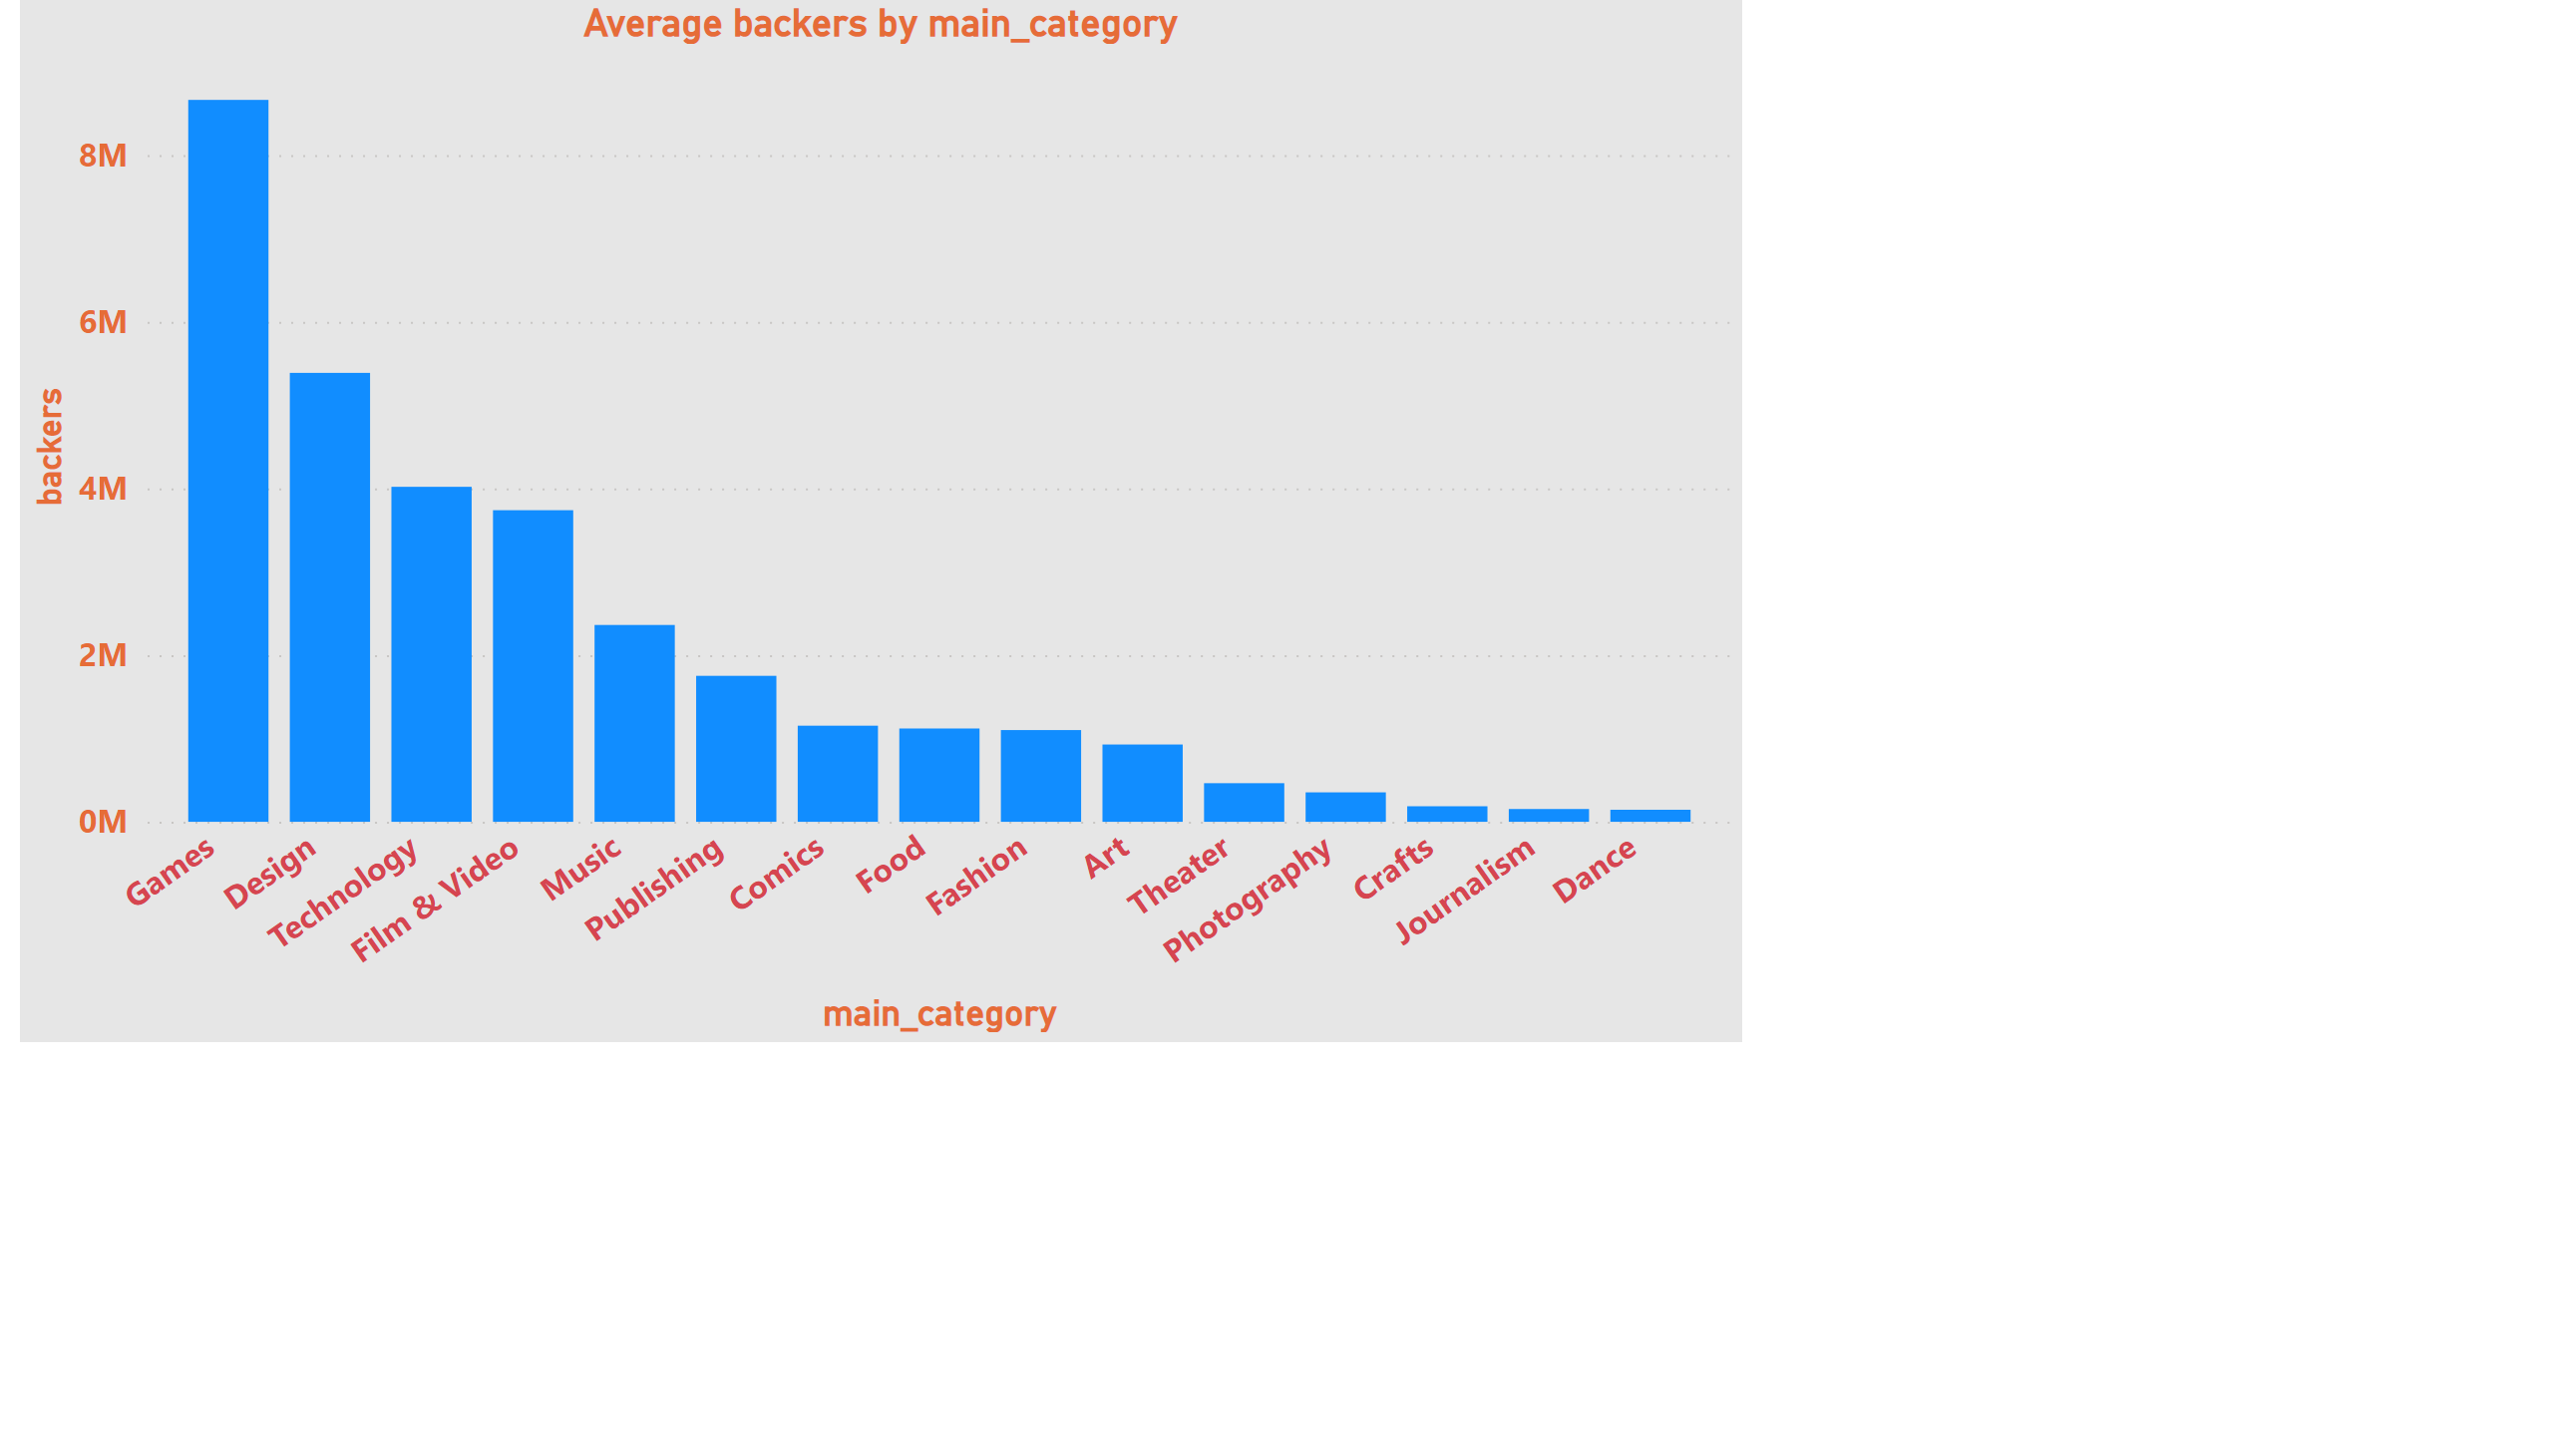 Average backers by main_category
8M
6M
4M
2M
0M
backers
Games
Design
Technology
Film & Video
Music
Publishing
Comics
Food
Fashion
Art
Theater
Photography
Crafts
Journalism
Dance
main_category